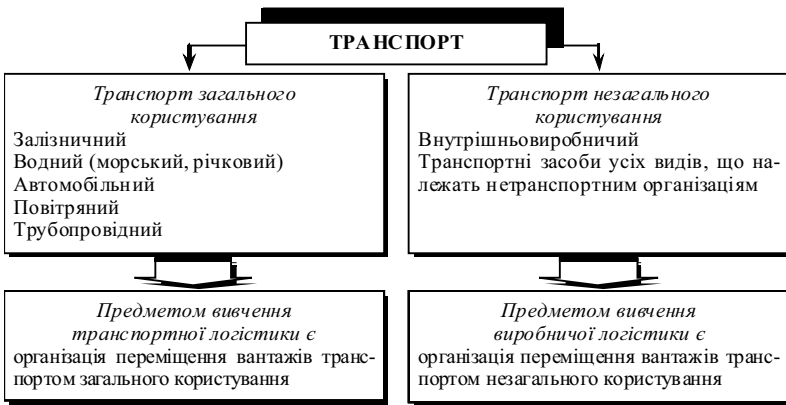 ТРАНСПОРТ
Транспорт загального
користування
Залізничний
Водний (морський, річковий)
Автомобільний
Повітряний
Трубопровідний
Транспорт незагального
користування
Внутрішньовиробничий
Транспортні засоби усіх видів, що на-
лежать нетранспортним організаціям
Предметом вивчення
транспортної логістики є
організація переміщення вантажів транс-
портом загального користування
Предметом вивчення
виробничої логістики є
організація переміщення вантажів транс-
портом незагального користування